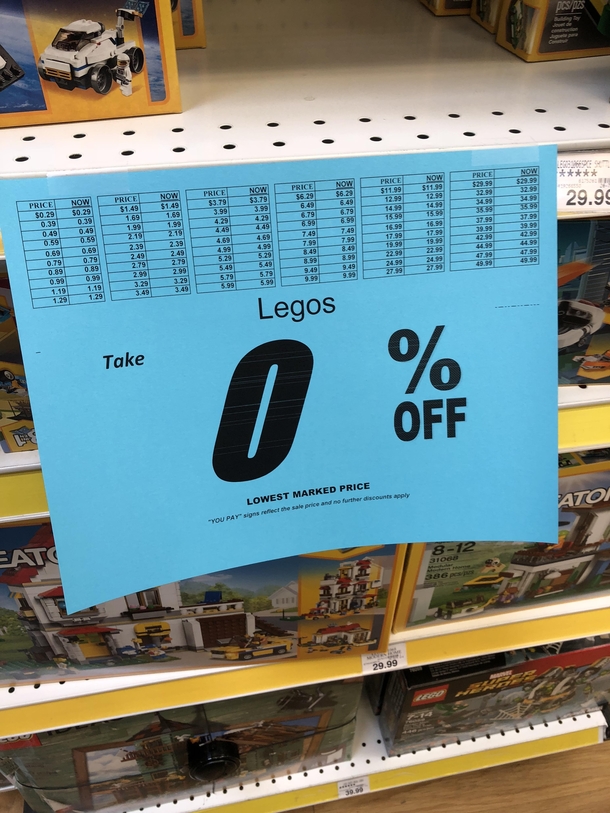 pcs/pzs
Building Toy
Jouet de
construction
29.99
PRICE NOW PRICE NOW PRICE NOW PRICE NOW PRICE NOW PRICE NOW
$0.29 $0.29 $1.49 $1.49 $3.79 $3.79 $6.29 $6.29 $11.99 $11.99 $29.99 $29.99
0.39 0.39 1.69 1.69 3.99 3.99 6.49 6.49 12.99 12.99 32.99 32.99
0.49 0.49 1.99 1.99 4.29 4.29 6.79 6.79 14.99 14.99 34.99 34.99
0.59 0.59 2.19 2.19 4.49 4.49 6.99 6.99 15.99 15.99 35.99 35.99
0.69 0.69 2.39 2.39 4.69 4.69 7.49 7.49 16.99 16.99 37.99 37.99
0.79 0.79 2.49 2.49 4.99 4.99 7.99 7.99 17.99 17.99 39.99 39.99
0.89 0.89 2.79 2.79 5.29 5.29 8.49 8.49 19.99 19.99 42.99 42.99
0.99 0.99 2.99 2.99 5.49 5.49 8.99 8.99 22.99 22.99 44.99 44.99
1.19 1.19 3.29 3.29 5.79 5.79 9.49 9.49 24.99 24.99 47.99 47.99
1.29 1.29 3.49 3.49 5.99 5.99 9.99 9.99 27.99 27.99 49.99 49.99
Legos
Take 0 % OFF
LOWEST MARKED PRICE
"YOU PAY" signs reflect the sale price and no further discounts apply
8-12
31068
386 pcs/pzs
29.99
LEGO
MARVEL
7-14
39.99